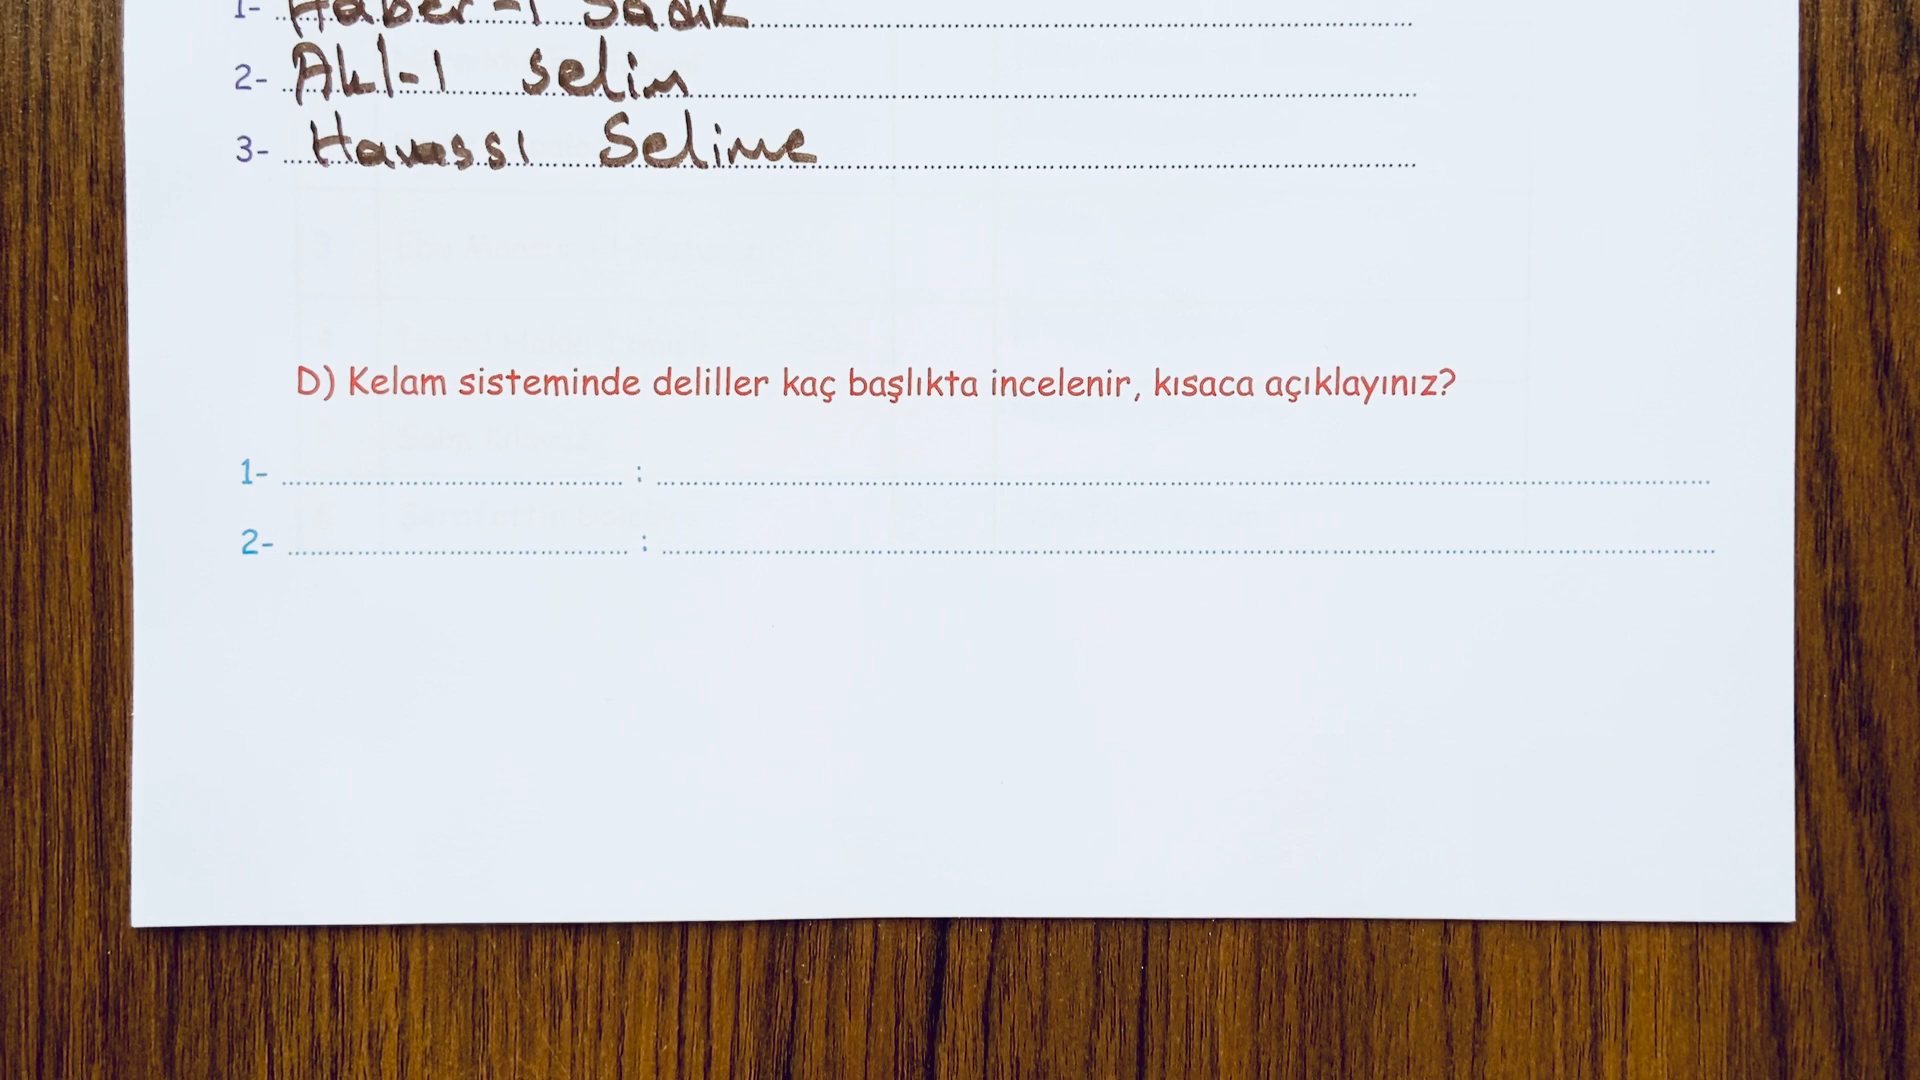 1- Haber-ı Sadık
2- Akl-ı selim
3- Havassı Selime
D) Kelam sisteminde deliller kaç başlıkta incelenir, kısaca açıklayınız?
1- .................... : ....................
2- .................... : ....................